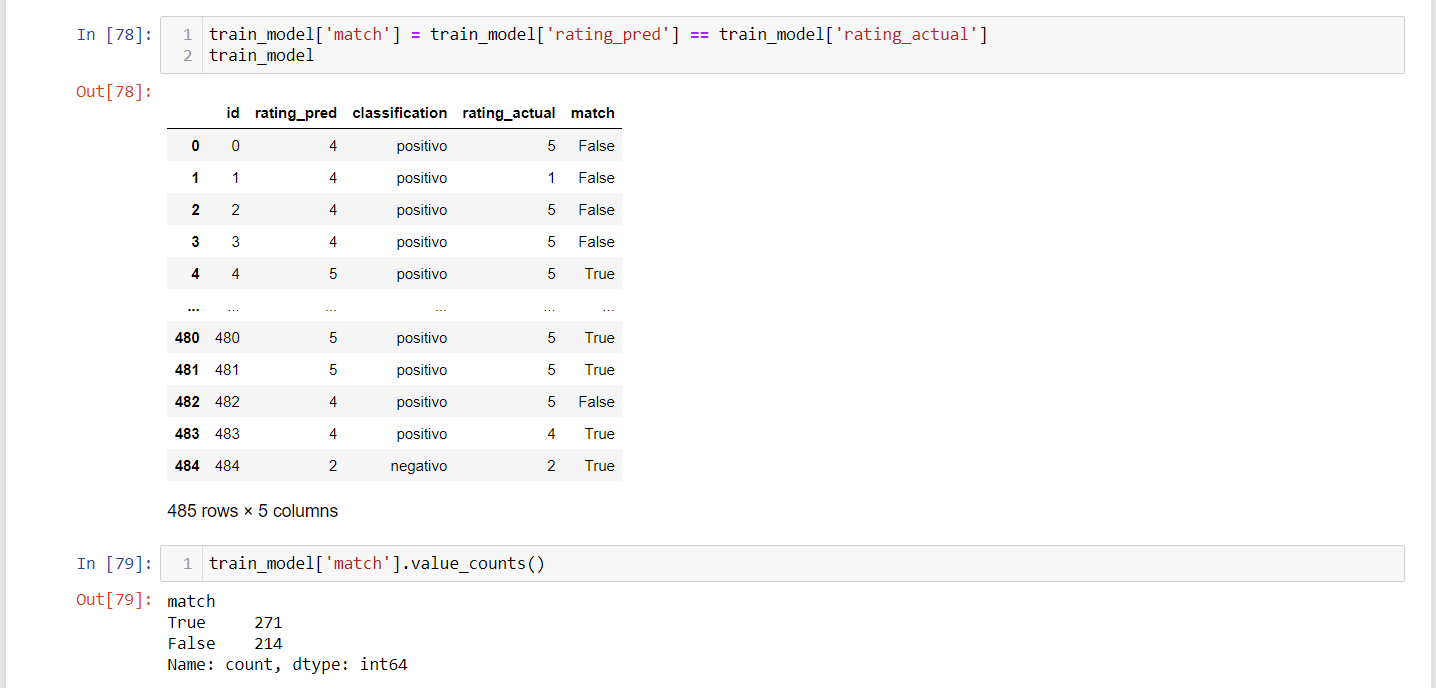 In [78]:
1 train_model['match'] = train_model['rating_pred'] == train_model['rating_actual']
2 train_model
Out[78]:
id rating_pred classification rating_actual match
0 0 4 positivo 5 False
1 1 4 positivo 1 False
2 2 4 positivo 5 False
3 3 4 positivo 5 False
4 4 5 positivo 5 True
... ... ... ... ... ...
480 480 5 positivo 5 True
481 481 5 positivo 5 True
482 482 4 positivo 5 False
483 483 4 positivo 4 True
484 484 2 negativo 2 True
485 rows × 5 columns
In [79]:
1 train_model['match'].value_counts()
Out[79]:
match
True 271
False 214
Name: count, dtype: int64